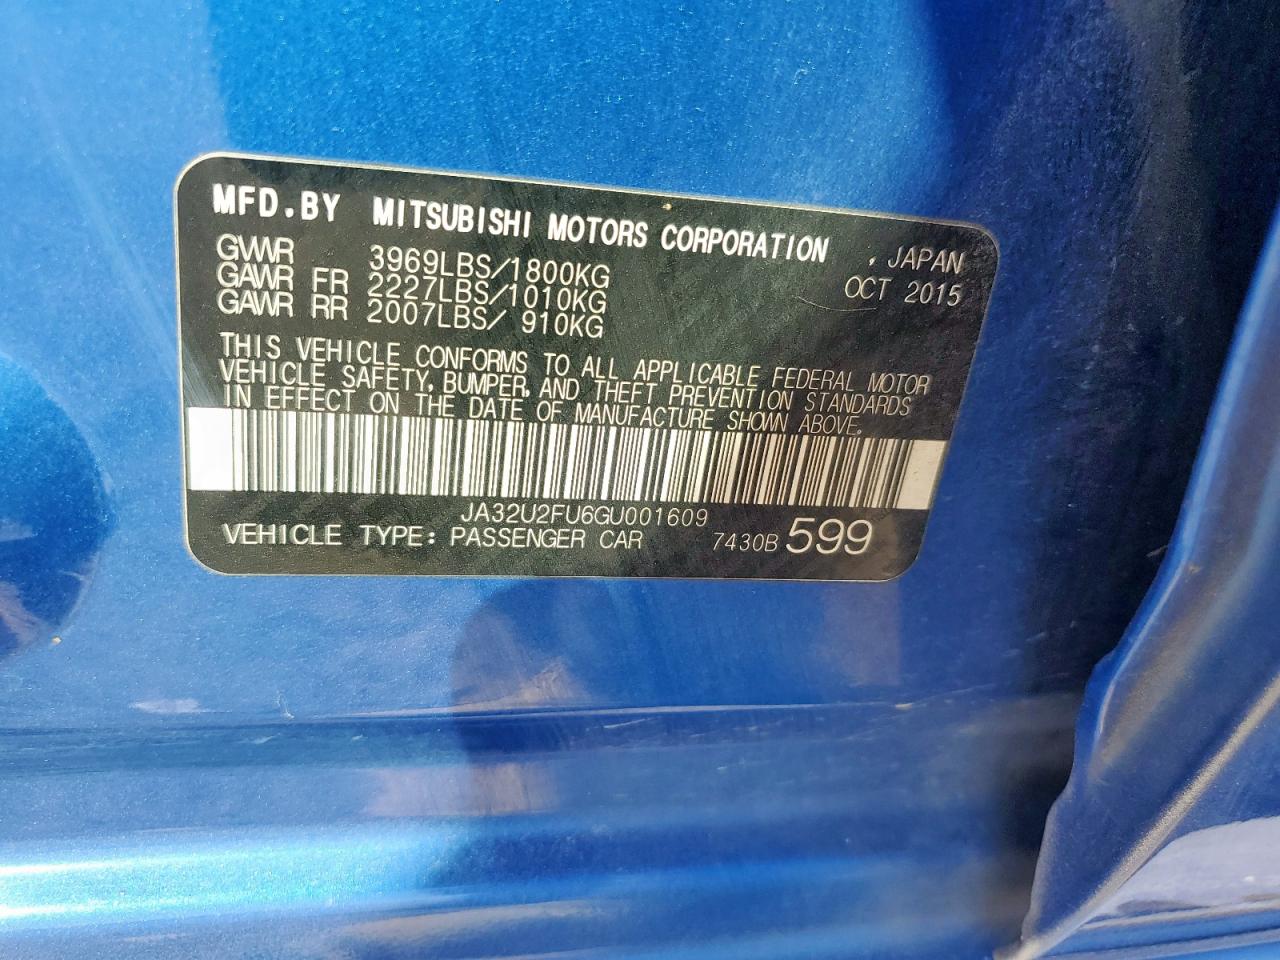 MFD.BY MITSUBISHI MOTORS CORPORATION , JAPAN
GVWR 3969LBS/1800KG OCT 2015
GAWR FR 2227LBS/1010KG
GAWR RR 2007LBS/ 910KG
THIS VEHICLE CONFORMS TO ALL APPLICABLE FEDERAL MOTOR
VEHICLE SAFETY, BUMPER, AND THEFT PREVENTION STANDARDS
IN EFFECT ON THE DATE OF MANUFACTURE SHOWN ABOVE.
JA32U2FU6GU001609
VEHICLE TYPE: PASSENGER CAR 7430B 599